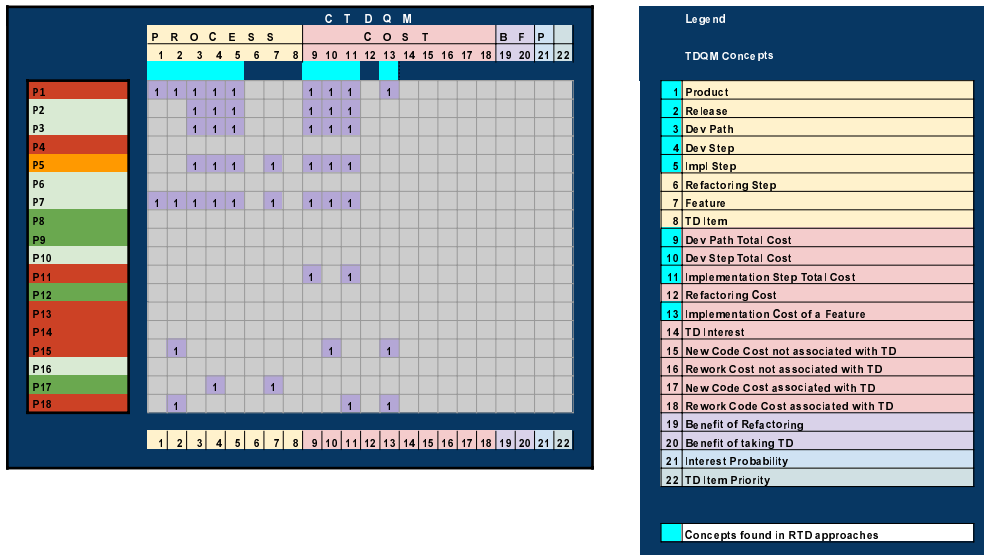 C T D Q M
P R O C E S S C O S T B F P
1 2 3 4 5 6 7 8 9 10 11 12 13 14 15 16 17 18 19 20 21 22
P1 1 1 1 1 1 1 1 1 1
P2 1 1 1 1 1 1
P3 1 1 1 1 1 1
P4
P5 1 1 1 1 1 1 1
P6
P7 1 1 1 1 1 1 1 1 1
P8
P9
P10
P11 1 1
P12
P13
P14
P15 1 1 1
P16
P17 1 1
P18 1 1 1
1 2 3 4 5 6 7 8 9 10 11 12 13 14 15 16 17 18 19 20 21 22
Legend
TDQM Concepts
1 Product
2 Release
3 Dev Path
4 Dev Step
5 Impl Step
6 Refactoring Step
7 Feature
8 TD Item
9 Dev Path Total Cost
10 Dev Step Total Cost
11 Implementation Step Total Cost
12 Refactoring Cost
13 Implementation Cost of a Feature
14 TD Interest
15 New Code Cost not associated with TD
16 Rework Cost not associated with TD
17 New Code Cost associated with TD
18 Rework Code Cost associated with TD
19 Benefit of Refactoring
20 Benefit of taking TD
21 Interest Probability
22 TD Item Priority
Concepts found in RTD approaches